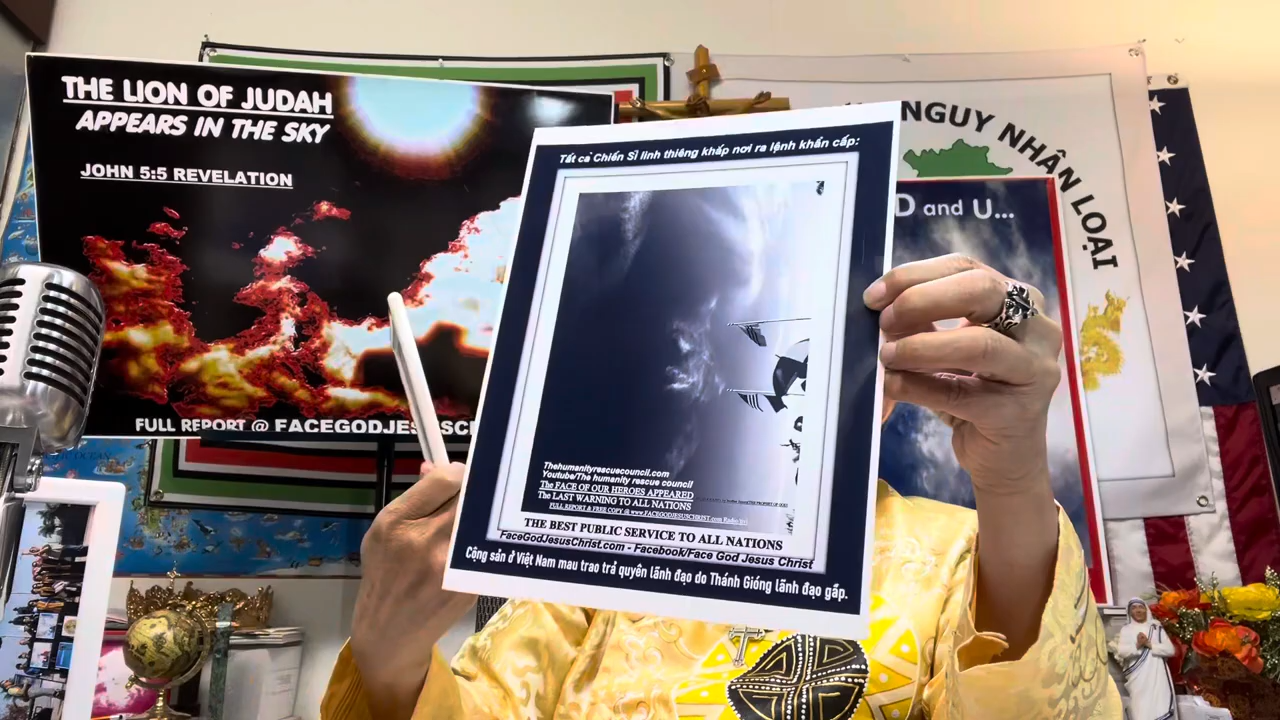 THE LION OF JUDAH
APPEARS IN THE SKY
JOHN 5:5 REVELATION
FULL REPORT @ FACEGODJES
Tất cả Chiến Sỉ linh thiêng khấp nơi ra lệnh khẩn cấp:
Thehumanityrescuecouncil.com
Youtube/The humanity rescue council
The FACE OF OUR HEROES APPEARED
The LAST WARNING TO ALL NATIONS
FULL REPORT & FREE COPY @ www.FACEGODJESUSCHRIST.com
THE BEST PUBLIC SERVICE TO ALL NATIONS
FaceGodJesusChrist.com - Facebook/Face God Jesus Christ
Cộng sản ở Việt Nam mau trao trả quyên lãnh đạo do Thánh Gióng lãnh đạo gấp.
NGUY NHÂN LOẠI
D and U...